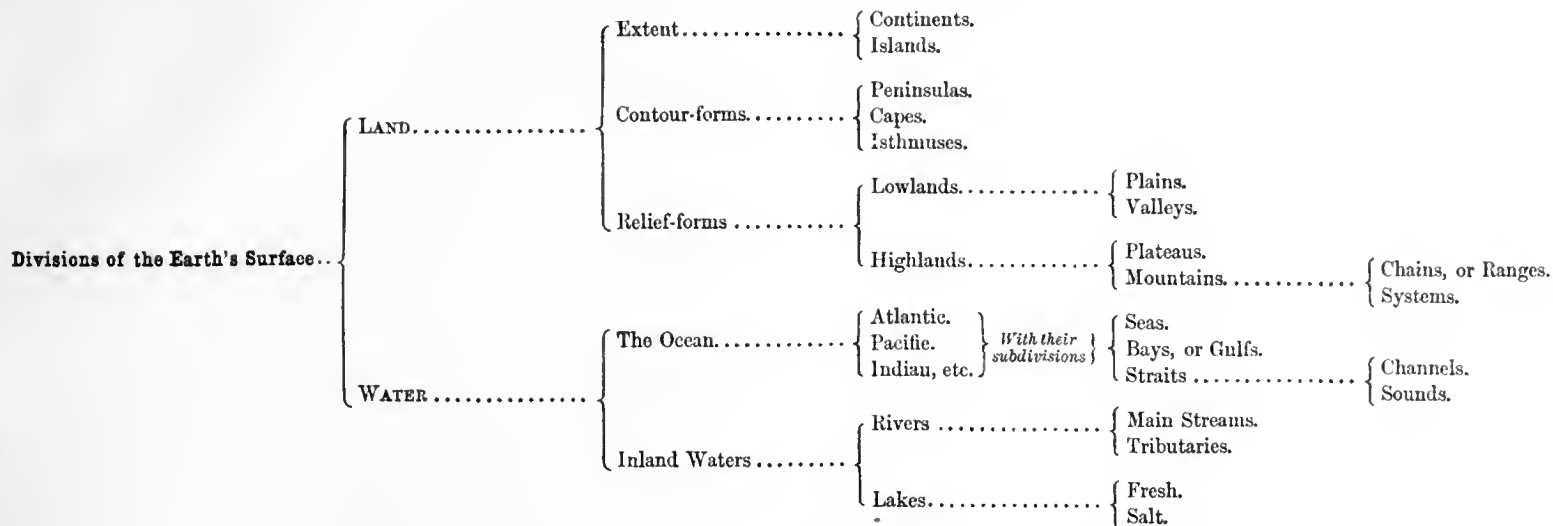 Extent................ { Continents.
Islands.
Contour-forms........... { Peninsulas.
Capes.
Isthmuses.
LAND..................
Relief-forms ........... { Lowlands.............. { Plains.
Valleys.
Highlands.............. { Plateaus.
Mountains............. { Chains, or Ranges.
Systems.
Divisions of the Earth's Surface..
The Ocean.............. { Atlantic.
Pacific.
Indian, etc. } With their subdivisions } { Seas.
Bays, or Gulfs.
Straits ................ { Channels.
Sounds.
WATER ................
Inland Waters ......... { Rivers ................ { Main Streams.
Tributaries.
Lakes.................. { Fresh.
Salt.